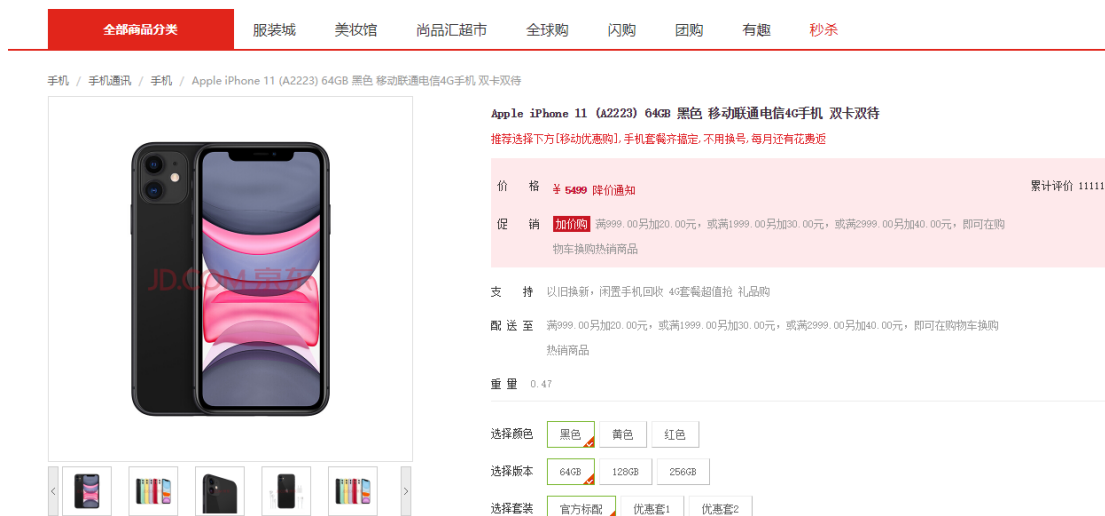 全部商品分类 服装城 美妆馆 尚品汇超市 全球购 闪购 团购 有趣 秒杀
手机 / 手机通讯 / 手机 / Apple iPhone 11 (A2223) 64GB 黑色 移动联通电信4G手机 双卡双待
JD.COM 京东
Apple iPhone 11 (A2223) 64GB 黑色 移动联通电信4G手机 双卡双待
推荐选择下方[移动优惠购],手机套餐齐搞定,不用换号,每月还有花费返
价 格 ¥ 5499 降价通知 累计评价 11111
促 销 加价购 满999.00另加20.00元，或满1999.00另加30.00元，或满2999.00另加40.00元，即可在购
物车换购热销商品
支 持 以旧换新，闲置手机回收 4G套餐超值抢 礼品购
配 送 至 满999.00另加20.00元，或满1999.00另加30.00元，或满2999.00另加40.00元，即可在购物车换购
热销商品
重 量 0.47
选择颜色 黑色 黄色 红色
选择版本 64GB 128GB 256GB
选择套装 官方标配 优惠套1 优惠套2